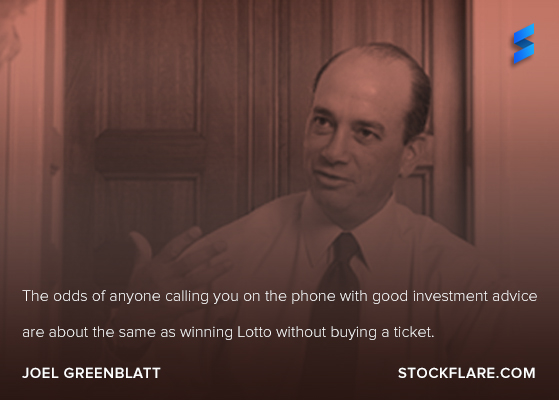 The odds of anyone calling you on the phone with good investment advice
are about the same as winning Lotto without buying a ticket.
JOEL GREENBLATT
STOCKFLARE.COM